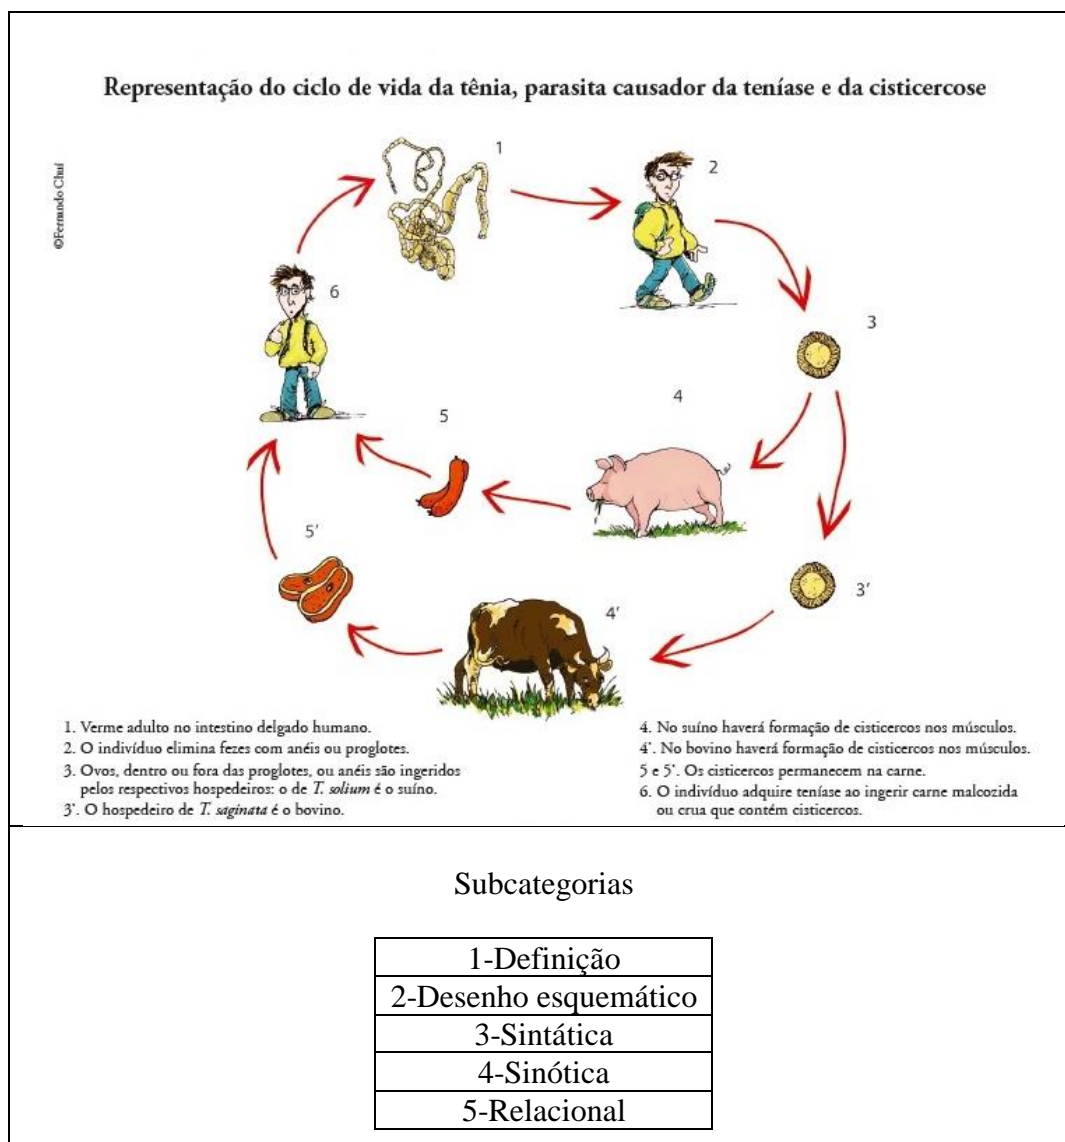 Representação do ciclo de vida da tênia, parasita causador da teníase e da cisticercose
©Fernando Chuí
1
2
3
4
5
6
5'
4'
3'
1. Verme adulto no intestino delgado humano.
2. O indivíduo elimina fezes com anéis ou proglotes.
3. Ovos, dentro ou fora das proglotes, ou anéis são ingeridos
pelos respectivos hospedeiros: o de T. solium é o suíno.
3'. O hospedeiro de T. saginata é o bovino.
4. No suíno haverá formação de cisticercos nos músculos.
4'. No bovino haverá formação de cisticercos nos músculos.
5 e 5'. Os cisticercos permanecem na carne.
6. O indivíduo adquire teníase ao ingerir carne malcozida
ou crua que contém cisticercos.
Subcategorias
1-Definição
2-Desenho esquemático
3-Sintática
4-Sinótica
5-Relacional